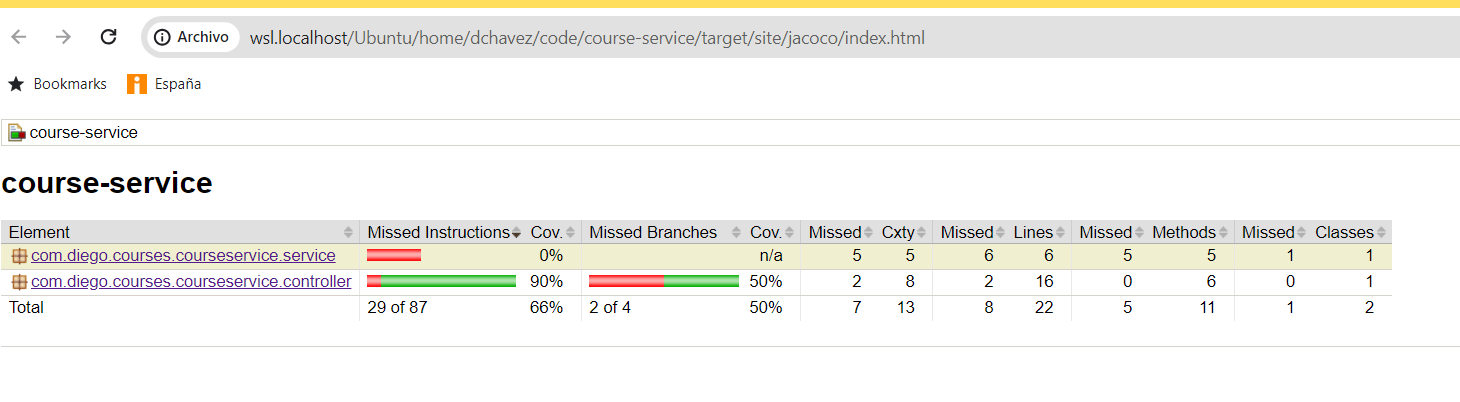 Archivo wsl.localhost/Ubuntu/home/dchavez/code/course-service/target/site/jacoco/index.html
Bookmarks España
course-service
course-service
Element Missed Instructions Cov. Missed Branches Cov. Missed Cxty Missed Lines Missed Methods Missed Classes
com.diego.courses.courseservice.service 0% n/a 5 5 6 6 5 5 1 1
com.diego.courses.courseservice.controller 90% 50% 2 8 2 16 0 6 0 1
Total 29 of 87 66% 2 of 4 50% 7 13 8 22 5 11 1 2